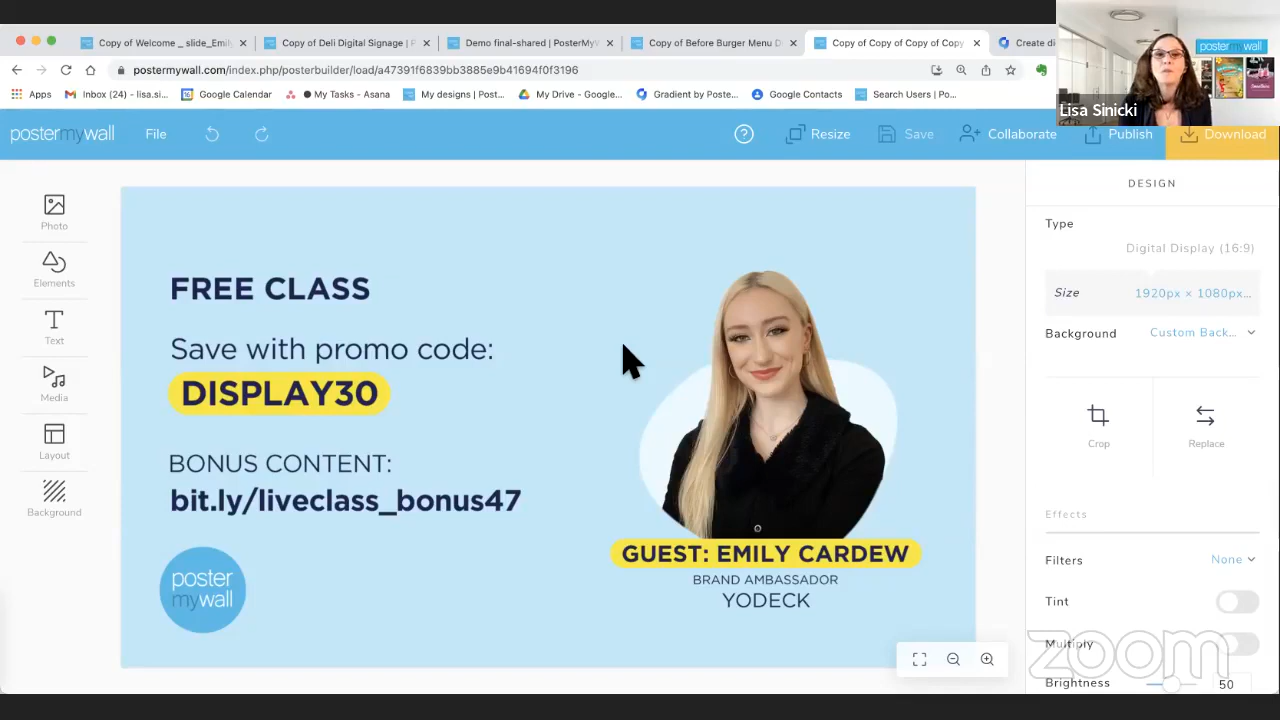 Copy of Welcome _ slide_Emily
Copy of Deli Digital Signage | P
Demo final-shared | PosterMyW
Copy of Before Burger Menu D
Copy of Copy of Copy of Copy
Create di
postermywall.com/index.php/posterbuilder/load/a47391f6839bb3885e9b41694f0f3196
Apps
Inbox (24) - lisa.si...
Google Calendar
My Tasks - Asana
My designs | Post...
My Drive - Google...
Gradient by Poste...
Google Contacts
Search Users | Po...
postermywall
Lisa Sinicki
postermywall
File
Resize
Save
Collaborate
Publish
Download
Photo
Elements
Text
Media
Layout
Background
FREE CLASS
Save with promo code:
DISPLAY30
BONUS CONTENT:
bit.ly/liveclass_bonus47
poster
mywall
GUEST: EMILY CARDEW
BRAND AMBASSADOR
YODECK
DESIGN
Type
Digital Display (16:9)
Size
1920px × 1080px...
Background
Custom Back...
Crop
Replace
Effects
Filters
None
Tint
Multiply
Brightness
50
zoom